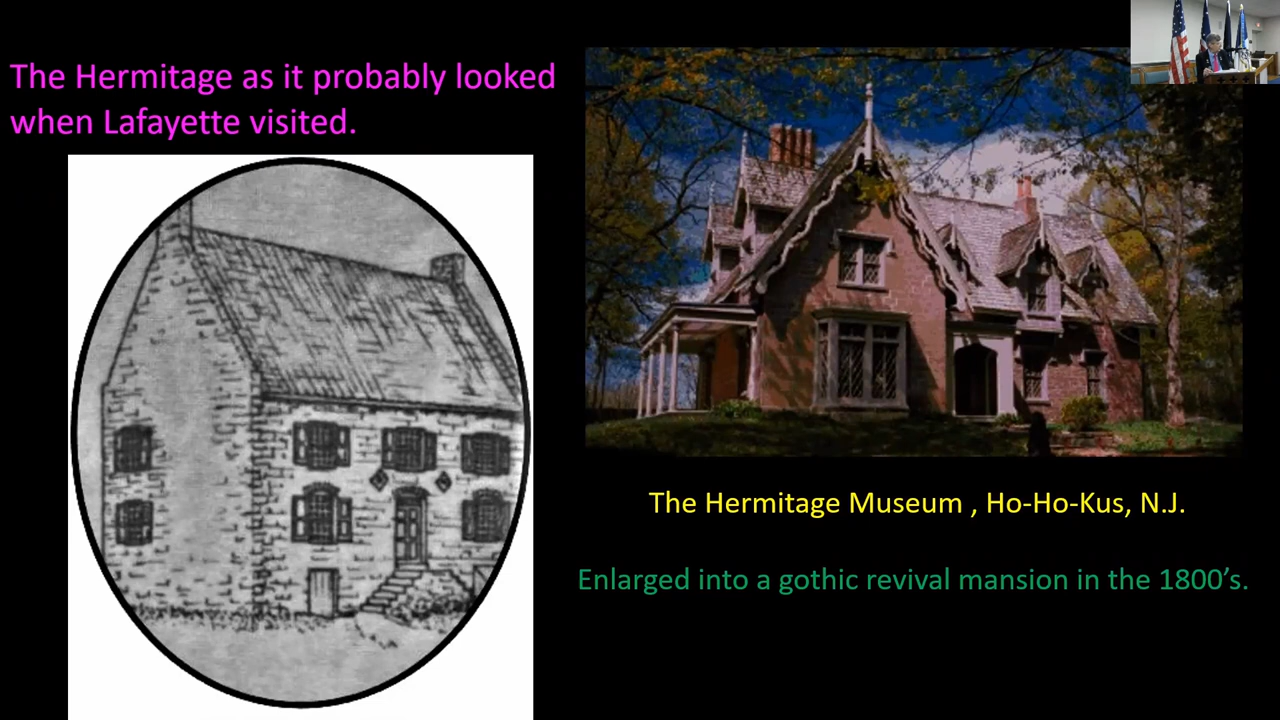 The Hermitage as it probably looked
when Lafayette visited.
The Hermitage Museum , Ho-Ho-Kus, N.J.
Enlarged into a gothic revival mansion in the 1800’s.